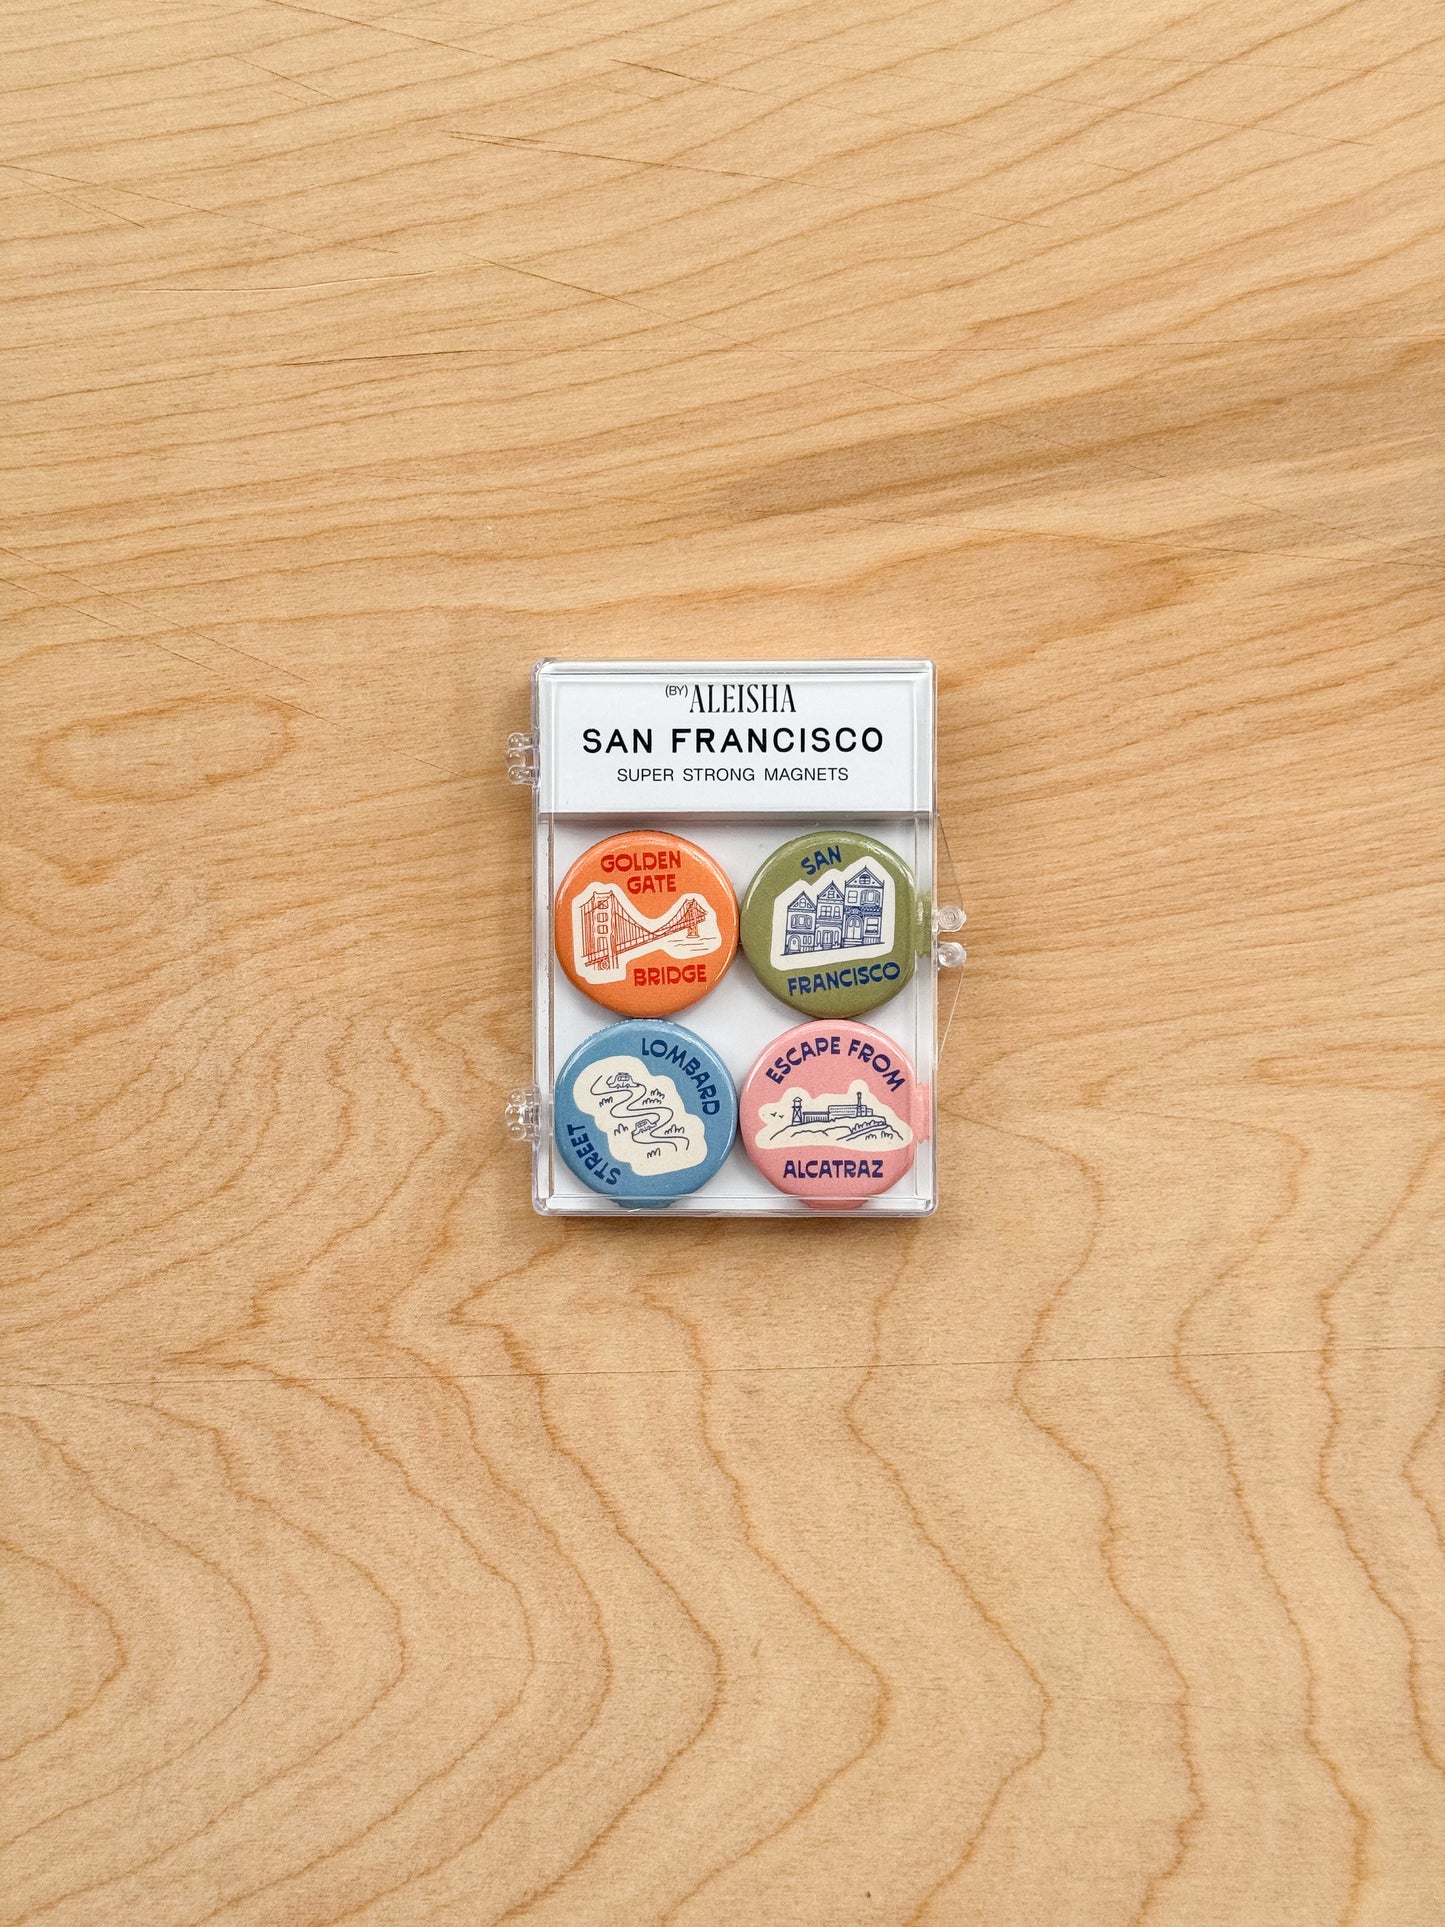 (BY) ALEISHA
SAN FRANCISCO
SUPER STRONG MAGNETS
GOLDEN
GATE
BRIDGE
SAN
FRANCISCO
LOMBARD
STREET
ESCAPE FROM
ALCATRAZ